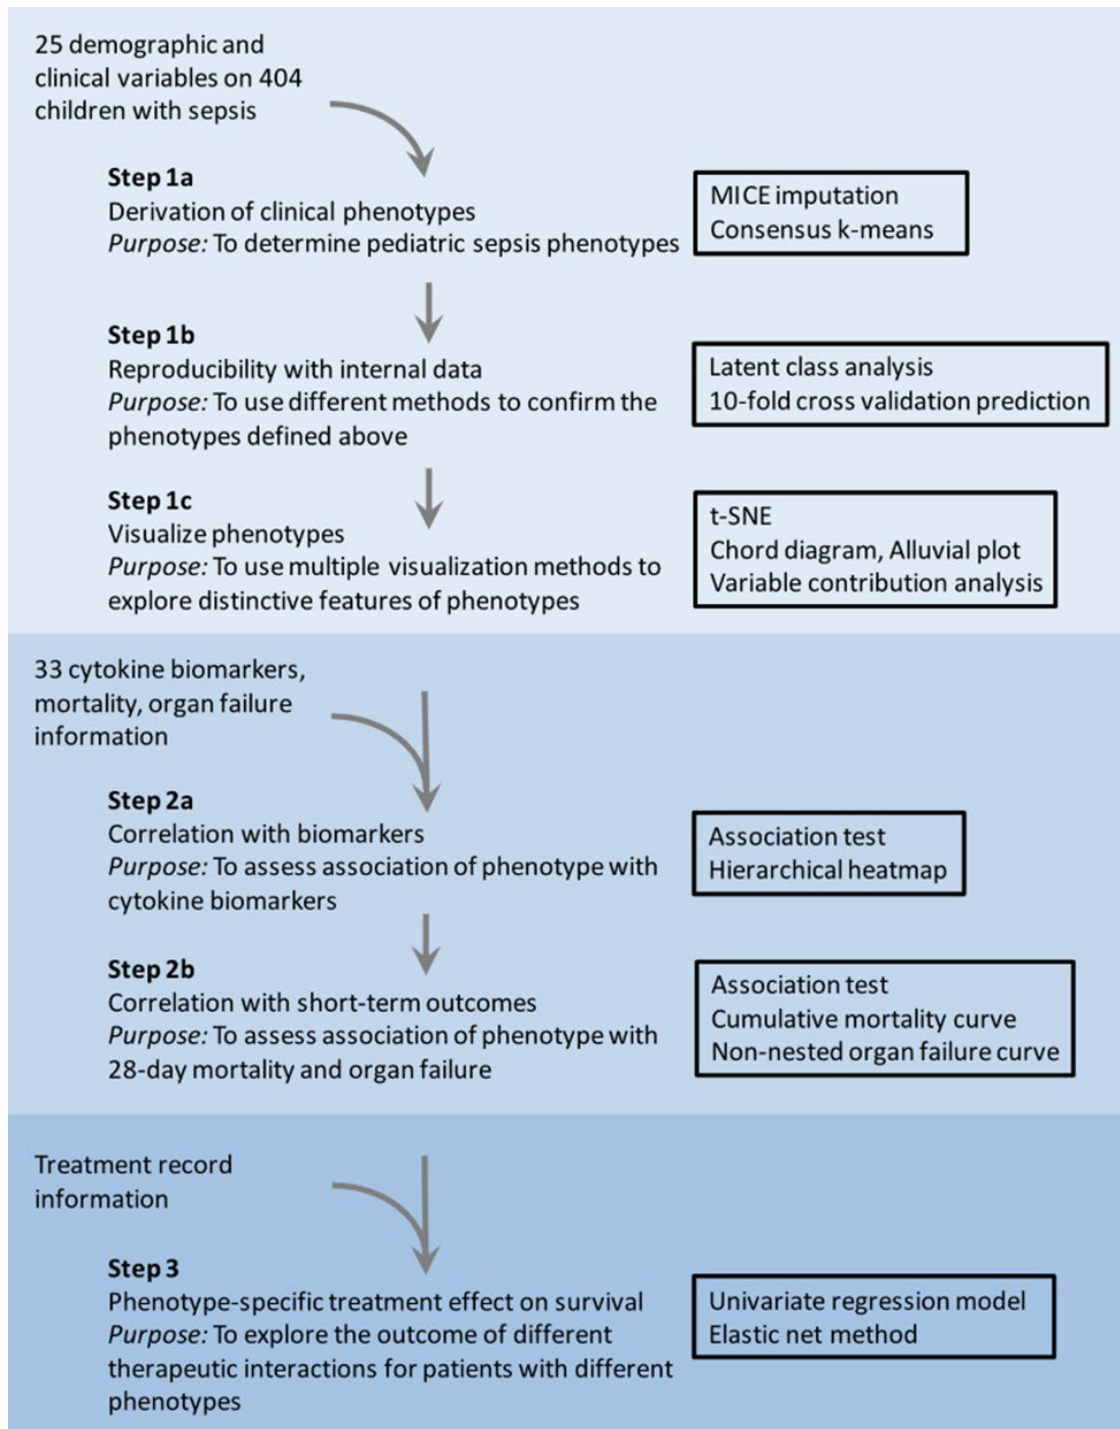 25 demographic and
clinical variables on 404
children with sepsis
Step 1a
Derivation of clinical phenotypes
Purpose: To determine pediatric sepsis phenotypes
MICE imputation
Consensus k-means
Step 1b
Reproducibility with internal data
Purpose: To use different methods to confirm the
phenotypes defined above
Latent class analysis
10-fold cross validation prediction
Step 1c
Visualize phenotypes
Purpose: To use multiple visualization methods to
explore distinctive features of phenotypes
t-SNE
Chord diagram, Alluvial plot
Variable contribution analysis
33 cytokine biomarkers,
mortality, organ failure
information
Step 2a
Correlation with biomarkers
Purpose: To assess association of phenotype with
cytokine biomarkers
Association test
Hierarchical heatmap
Step 2b
Correlation with short-term outcomes
Purpose: To assess association of phenotype with
28-day mortality and organ failure
Association test
Cumulative mortality curve
Non-nested organ failure curve
Treatment record
information
Step 3
Phenotype-specific treatment effect on survival
Purpose: To explore the outcome of different
therapeutic interactions for patients with different
phenotypes
Univariate regression model
Elastic net method